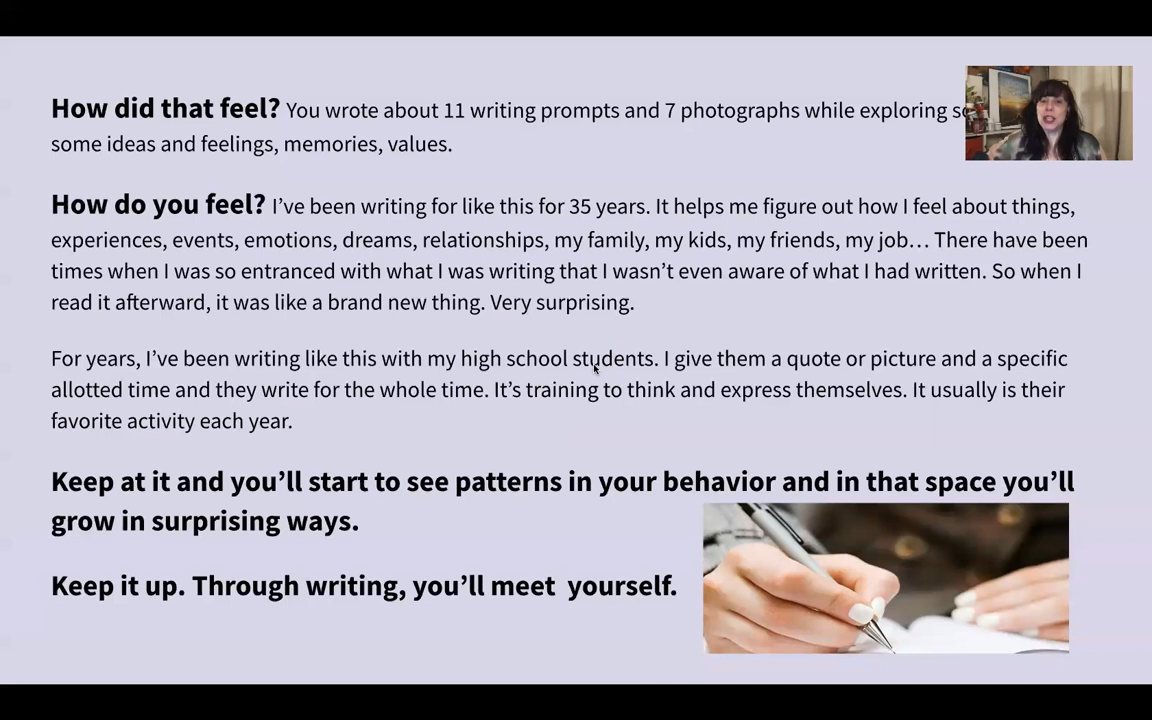 How did that feel? You wrote about 11 writing prompts and 7 photographs while exploring
some ideas and feelings, memories, values.
How do you feel? I’ve been writing for like this for 35 years. It helps me figure out how I feel about things,
experiences, events, emotions, dreams, relationships, my family, my kids, my friends, my job… There have been
times when I was so entranced with what I was writing that I wasn’t even aware of what I had written. So when I
read it afterward, it was like a brand new thing. Very surprising.
For years, I’ve been writing like this with my high school students. I give them a quote or picture and a specific
allotted time and they write for the whole time. It’s training to think and express themselves. It usually is their
favorite activity each year.
Keep at it and you’ll start to see patterns in your behavior and in that space you’ll
grow in surprising ways.
Keep it up. Through writing, you’ll meet yourself.